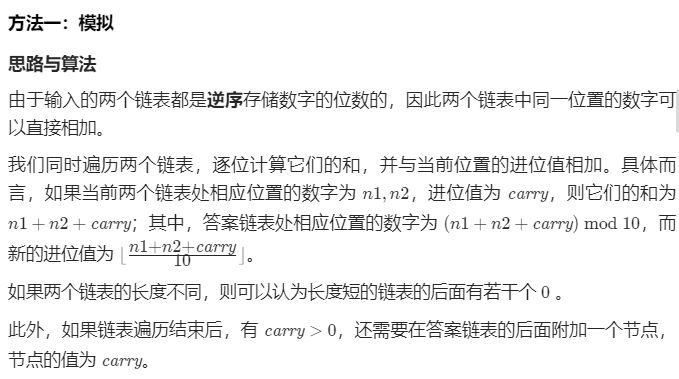 方法一：模拟
思路与算法
由于输入的两个链表都是逆序存储数字的位数的，因此两个链表中同一位置的数字可
以直接相加。
我们同时遍历两个链表，逐位计算它们的和，并与当前位置的进位值相加。具体而
言，如果当前两个链表处相应位置的数字为 n1, n2，进位值为 carry，则它们的和为
n1 + n2 + carry；其中，答案链表处相应位置的数字为 (n1 + n2 + carry) mod 10，而
新的进位值为 ⌊(n1+n2+carry)/10⌋。
如果两个链表的长度不同，则可以认为长度短的链表的后面有若干个 0 。
此外，如果链表遍历结束后，有 carry > 0，还需要在答案链表的后面附加一个节点，
节点的值为 carry。